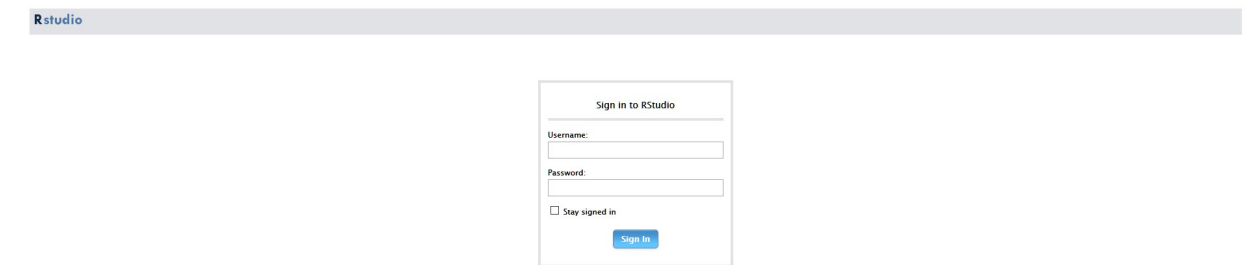 Rstudio
Sign in to RStudio
Username:
Password:
Stay signed in
Sign In